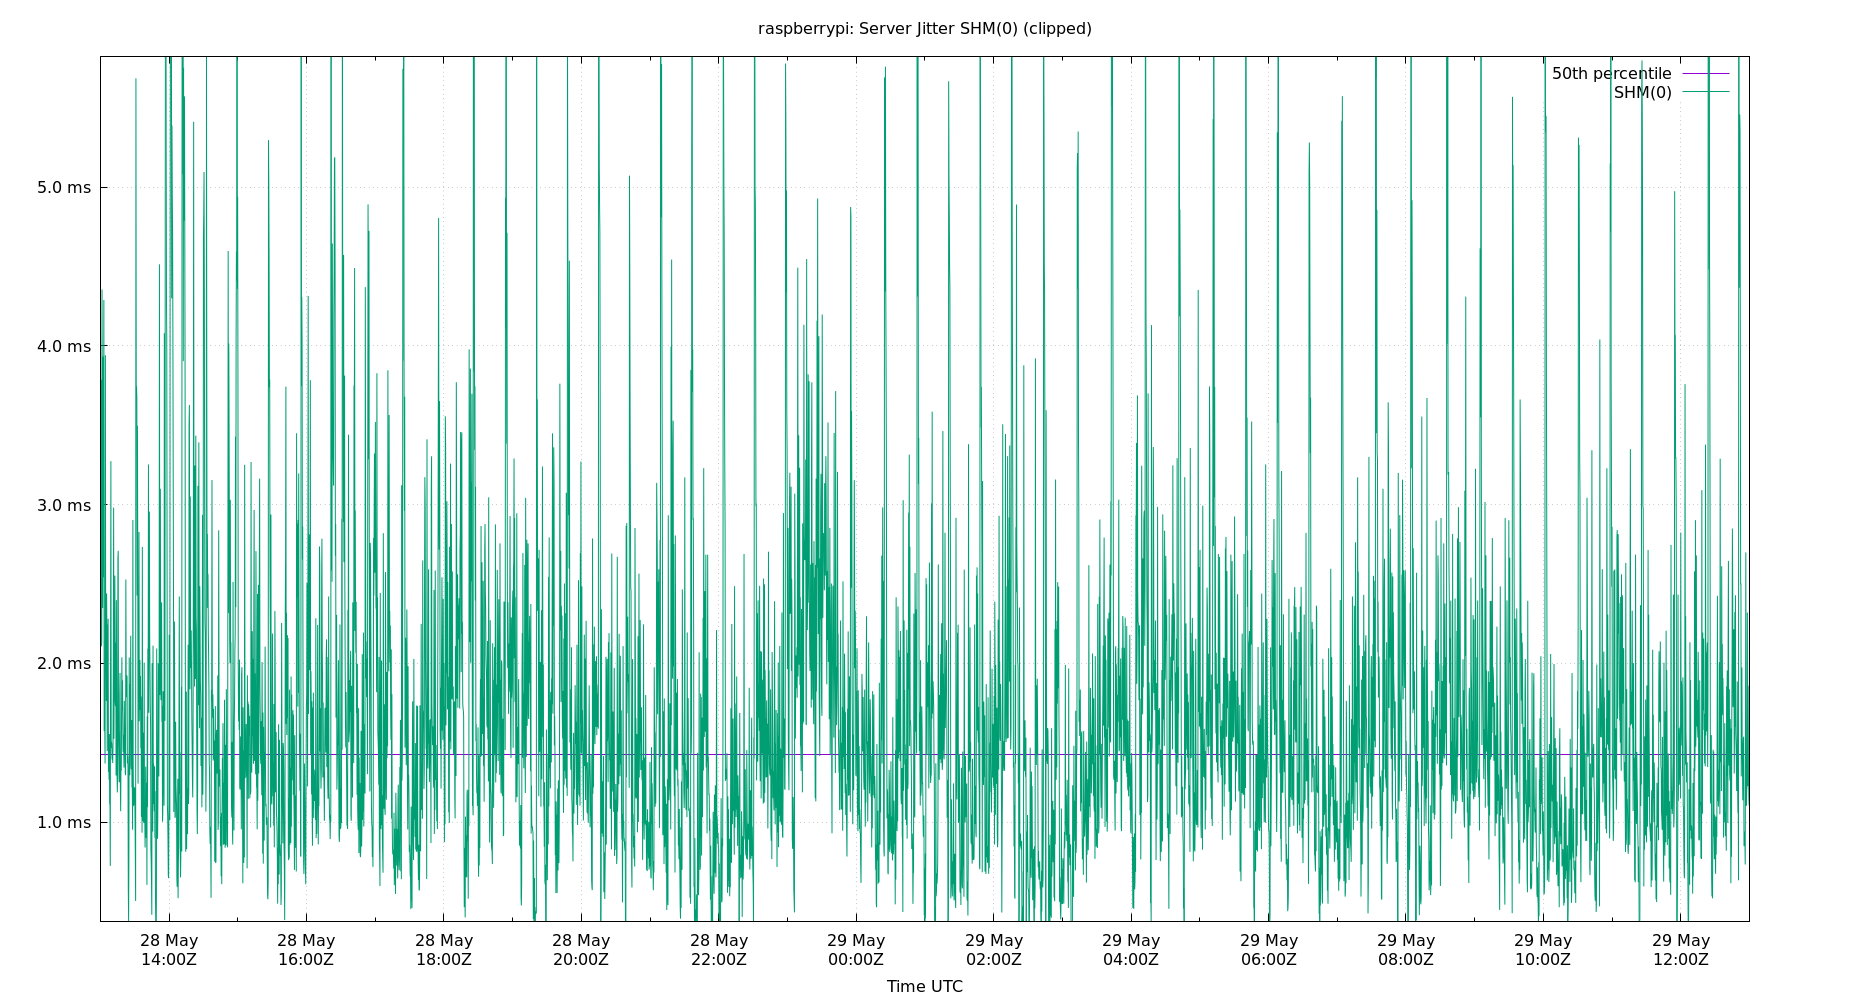 raspberrypi: Server Jitter SHM(0) (clipped)
50th percentile
SHM(0)
5.0 ms
4.0 ms
3.0 ms
2.0 ms
1.0 ms
28 May 28 May 28 May 28 May 28 May 29 May 29 May 29 May 29 May 29 May 29 May 29 May
14:00Z 16:00Z 18:00Z 20:00Z 22:00Z 00:00Z 02:00Z 04:00Z 06:00Z 08:00Z 10:00Z 12:00Z
Time UTC